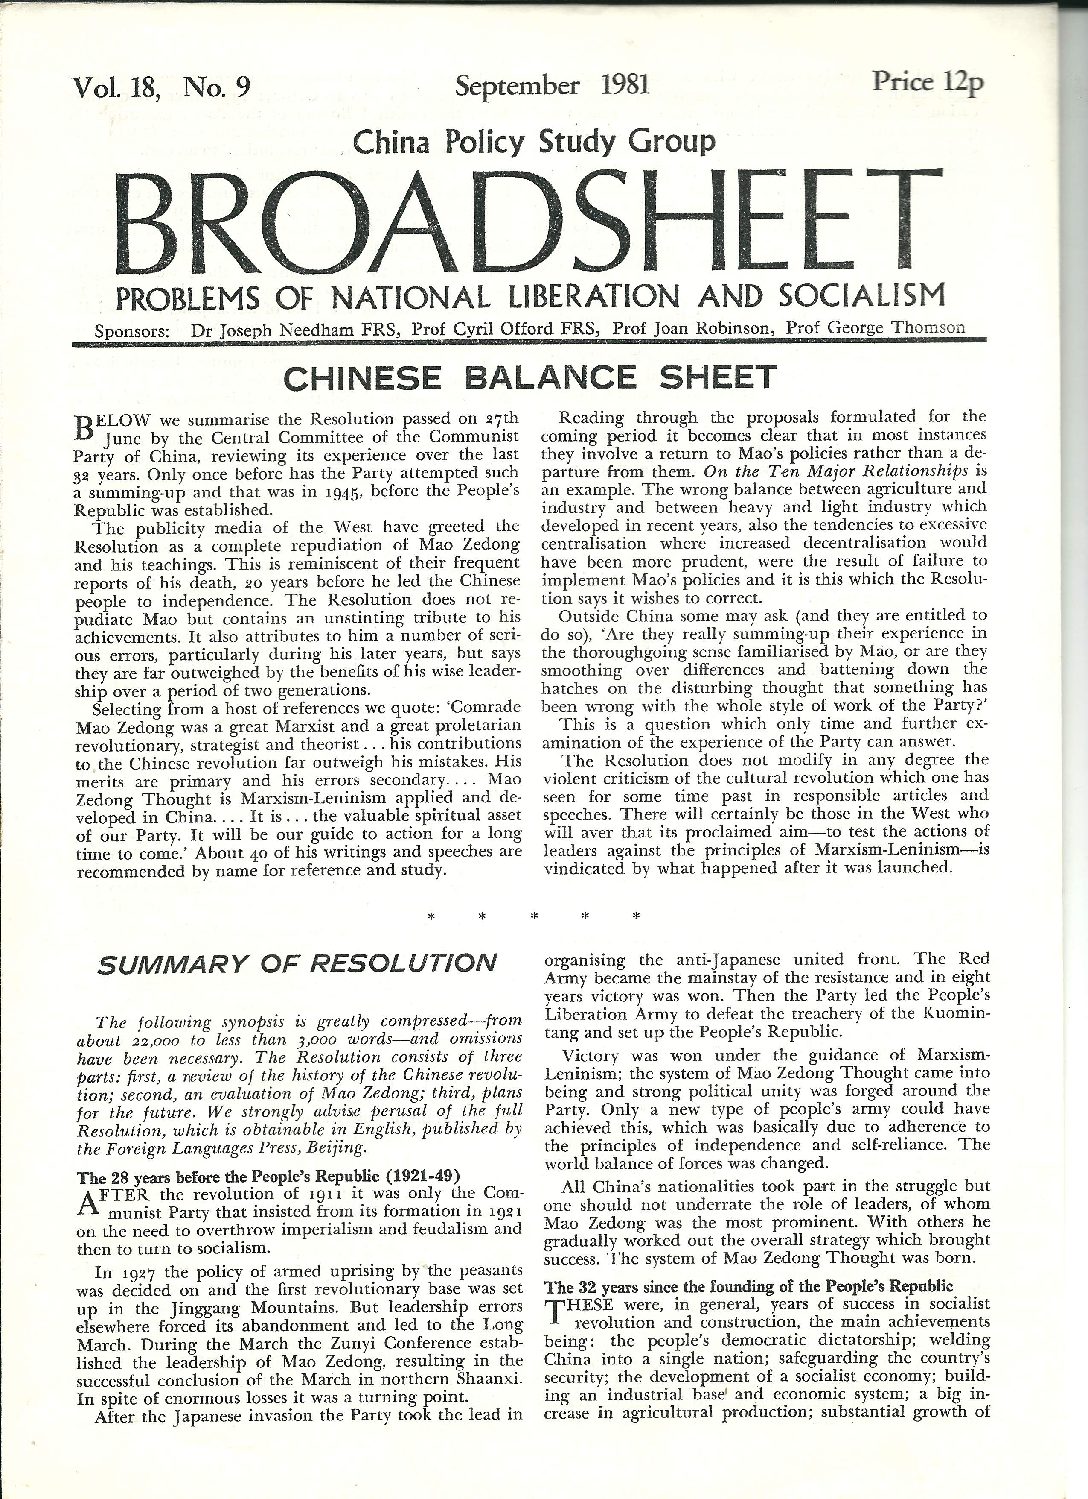 Vol. 18, No. 9
September 1981
Price 12p
China Policy Study Group
BROADSHEET
PROBLEMS OF NATIONAL LIBERATION AND SOCIALISM
Sponsors: Dr Joseph Needham FRS, Prof Cyril Offord FRS, Prof Joan Robinson, Prof George Thomson
CHINESE BALANCE SHEET
BELOW we summarise the Resolution passed on 27th
June by the Central Committee of the Communist
Party of China, reviewing its experience over the last
32 years. Only once before has the Party attempted such
a summing-up and that was in 1945, before the People's
Republic was established.
The publicity media of the West have greeted the
Resolution as a complete repudiation of Mao Zedong
and his teachings. This is reminiscent of their frequent
reports of his death, 20 years before he led the Chinese
people to independence. The Resolution does not re-
pudiate Mao but contains an unstinting tribute to his
achievements. It also attributes to him a number of seri-
ous errors, particularly during his later years, but says
they are far outweighed by the benefits of his wise leader-
ship over a period of two generations.
Selecting from a host of references we quote: 'Comrade
Mao Zedong was a great Marxist and a great proletarian
revolutionary, strategist and theorist... his contributions
to the Chinese revolution far outweigh his mistakes. His
merits are primary and his errors secondary.... Mao
Zedong Thought is Marxism-Leninism applied and de-
veloped in China.... It is... the valuable spiritual asset
of our Party. It will be our guide to action for a long
time to come.' About 40 of his writings and speeches are
recommended by name for reference and study.
Reading through the proposals formulated for the
coming period it becomes clear that in most instances
they involve a return to Mao's policies rather than a de-
parture from them. On the Ten Major Relationships is
an example. The wrong balance between agriculture and
industry and between heavy and light industry which
developed in recent years, also the tendencies to excessive
centralisation where increased decentralisation would
have been more prudent, were the result of failure to
implement Mao's policies and it is this which the Resolu-
tion says it wishes to correct.
Outside China some may ask (and they are entitled to
do so), 'Are they really summing-up their experience in
the thoroughgoing sense familiarised by Mao, or are they
smoothing over differences and battening down the
hatches on the disturbing thought that something has
been wrong with the whole style of work of the Party?'
This is a question which only time and further ex-
amination of the experience of the Party can answer.
The Resolution does not modify in any degree the
violent criticism of the cultural revolution which one has
seen for some time past in responsible articles and
speeches. There will certainly be those in the West who
will aver that its proclaimed aim—to test the actions of
leaders against the principles of Marxism-Leninism—is
vindicated by what happened after it was launched.
* * * * *
SUMMARY OF RESOLUTION
The following synopsis is greatly compressed—from
about 22,000 to less than 3,000 words—and omissions
have been necessary. The Resolution consists of three
parts: first, a review of the history of the Chinese revolu-
tion; second, an evaluation of Mao Zedong; third, plans
for the future. We strongly advise perusal of the full
Resolution, which is obtainable in English, published by
the Foreign Languages Press, Beijing.
The 28 years before the People's Republic (1921-49)
AFTER the revolution of 1911 it was only the Com-
munist Party that insisted from its formation in 1921
on the need to overthrow imperialism and feudalism and
then to turn to socialism.
In 1927 the policy of armed uprising by the peasants
was decided on and the first revolutionary base was set
up in the Jinggang Mountains. But leadership errors
elsewhere forced its abandonment and led to the Long
March. During the March the Zunyi Conference estab-
lished the leadership of Mao Zedong, resulting in the
successful conclusion of the March in northern Shaanxi.
In spite of enormous losses it was a turning point.
After the Japanese invasion the Party took the lead in
organising the anti-Japanese united front. The Red
Army became the mainstay of the resistance and in eight
years victory was won. Then the Party led the People's
Liberation Army to defeat the treachery of the Kuomin-
tang and set up the People's Republic.
Victory was won under the guidance of Marxism-
Leninism; the system of Mao Zedong Thought came into
being and strong political unity was forged around the
Party. Only a new type of people's army could have
achieved this, which was basically due to adherence to
the principles of independence and self-reliance. The
world balance of forces was changed.
All China's nationalities took part in the struggle but
one should not underrate the role of leaders, of whom
Mao Zedong was the most prominent. With others he
gradually worked out the overall strategy which brought
success. The system of Mao Zedong Thought was born.
The 32 years since the founding of the People's Republic
THESE were, in general, years of success in socialist
revolution and construction, the main achievements
being: the people's democratic dictatorship; welding
China into a single nation; safeguarding the country's
security; the development of a socialist economy; build-
ing an industrial base and economic system; a big in-
crease in agricultural production; substantial growth of